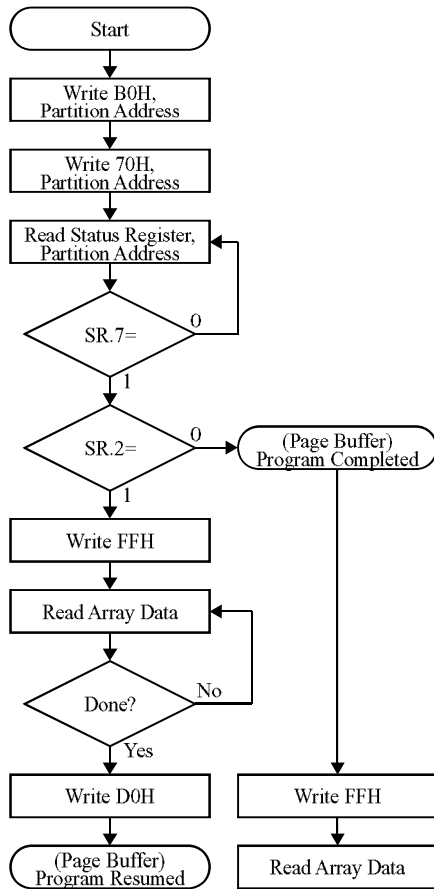 Start
Write B0H,
Partition Address
Write 70H,
Partition Address
Read Status Register,
Partition Address
SR.7=
0
1
SR.2=
0
(Page Buffer)
Program Completed
1
Write FFH
Read Array Data
Done?
No
Yes
Write D0H
Write FFH
(Page Buffer)
Program Resumed
Read Array Data